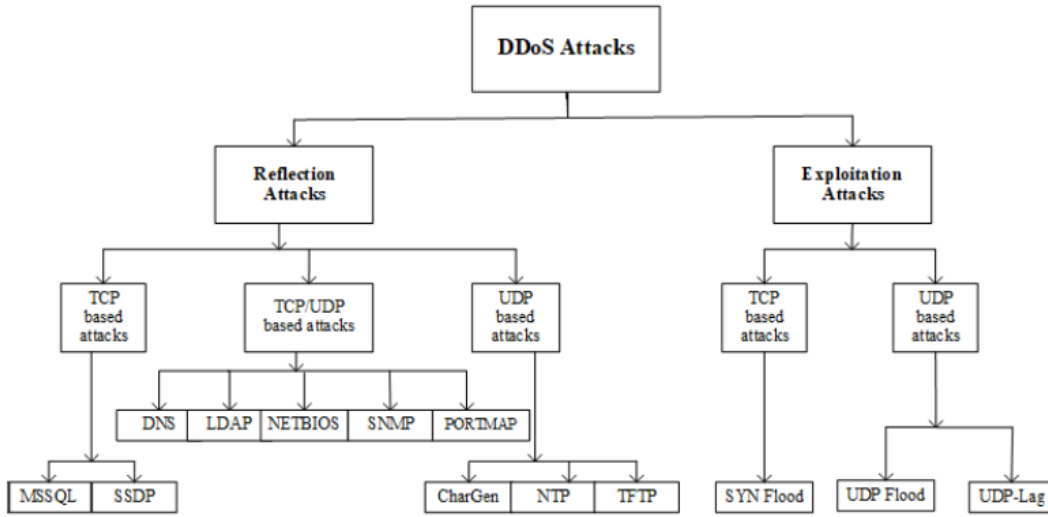 DDoS Attacks
Reflection
Attacks
Exploitation
Attacks
TCP
based
attacks
TCP/UDP
based attacks
UDP
based
attacks
TCP
based
attacks
UDP
based
attacks
DNS
LDAP
NETBIOS
SNMP
PORTMAP
MSSQL
SSDP
CharGen
NTP
TFTP
SYN Flood
UDP Flood
UDP-Lag